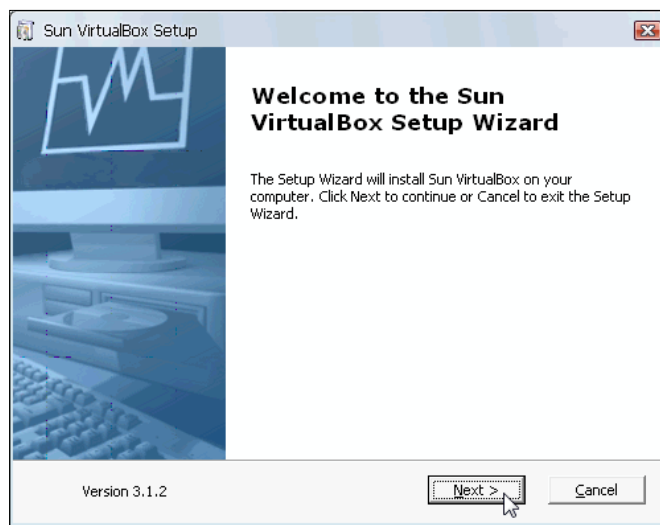 Sun VirtualBox Setup
Welcome to the Sun
VirtualBox Setup Wizard
The Setup Wizard will install Sun VirtualBox on your
computer. Click Next to continue or Cancel to exit the Setup
Wizard.
Version 3.1.2
Next >
Cancel